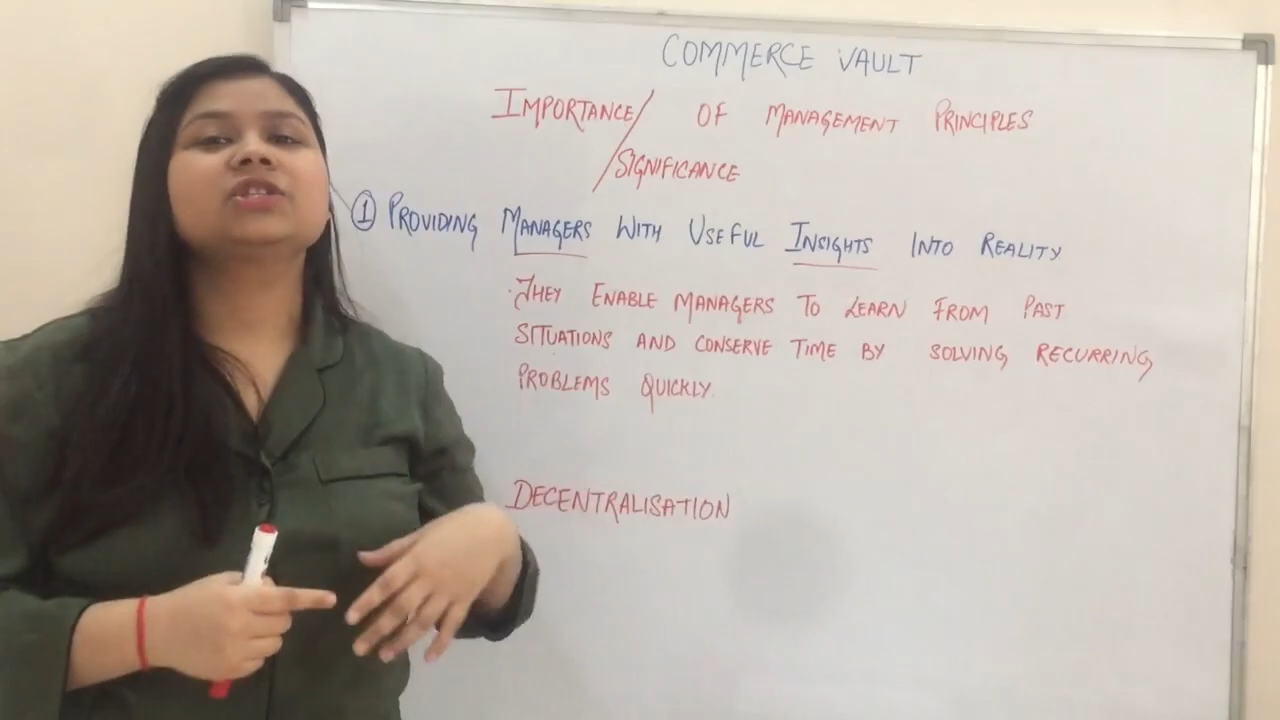 COMMERCE VAULT
IMPORTANCE/ OF MANAGEMENT PRINCIPLES
/SIGNIFICANCE
① PROVIDING MANAGERS WITH USEFUL INSIGHTS INTO REALITY
· THEY ENABLE MANAGERS TO LEARN FROM PAST
SITUATIONS AND CONSERVE TIME BY SOLVING RECURRING
PROBLEMS QUICKLY.
DECENTRALISATION